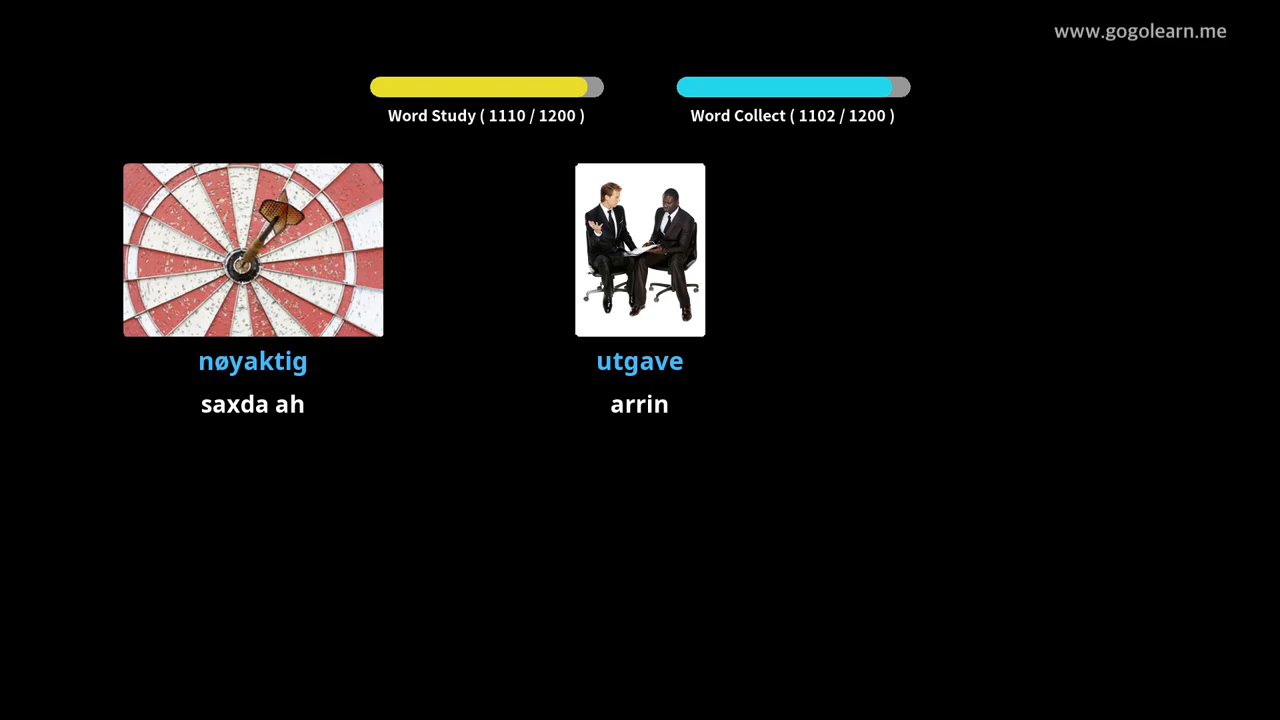 www.gogolearn.me
Word Study ( 1110 / 1200 )
Word Collect ( 1102 / 1200 )
nøyaktig
utgave
saxda ah
arrin